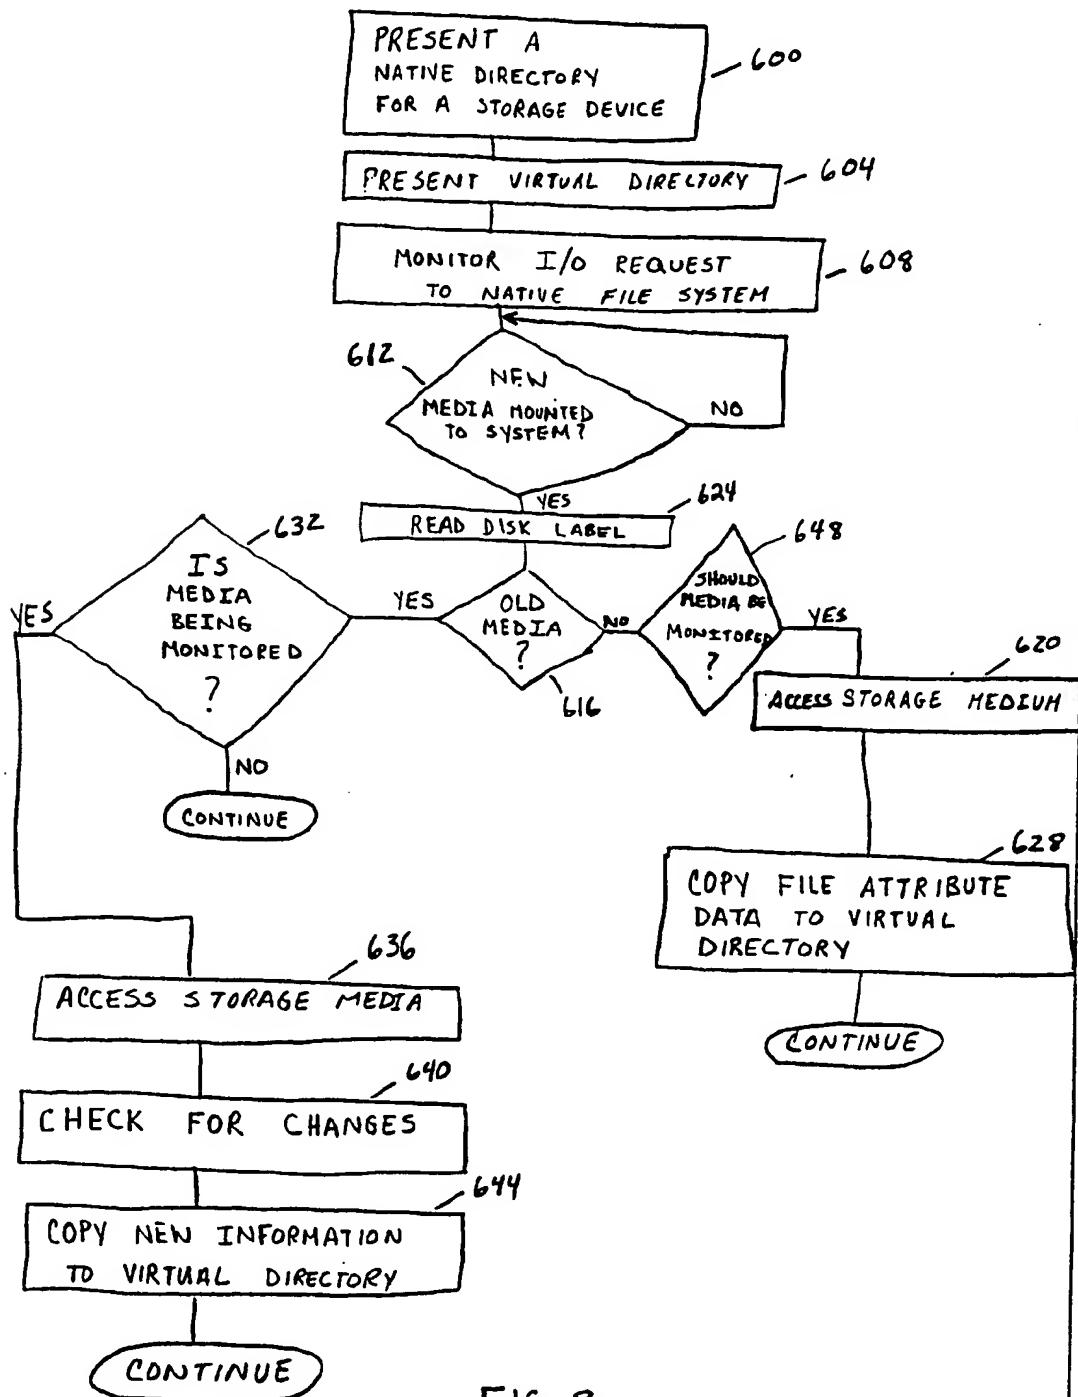 PRESENT A
NATIVE DIRECTORY
FOR A STORAGE DEVICE
600
PRESENT VIRTUAL DIRECTORY
604
MONITOR I/O REQUEST
TO NATIVE FILE SYSTEM
608
612
NEW
MEDIA MOUNTED
TO SYSTEM?
NO
YES
624
READ DISK LABEL
632
IS
MEDIA
BEING
MONITORED
?
YES
NO
CONTINUE
YES
OLD
MEDIA
?
616
NO
648
SHOULD
MEDIA BE
MONITORED
?
YES
620
ACCESS STORAGE MEDIUM
628
COPY FILE ATTRIBUTE
DATA TO VIRTUAL
DIRECTORY
CONTINUE
636
ACCESS STORAGE MEDIA
640
CHECK FOR CHANGES
644
COPY NEW INFORMATION
TO VIRTUAL DIRECTORY
CONTINUE
FIG.